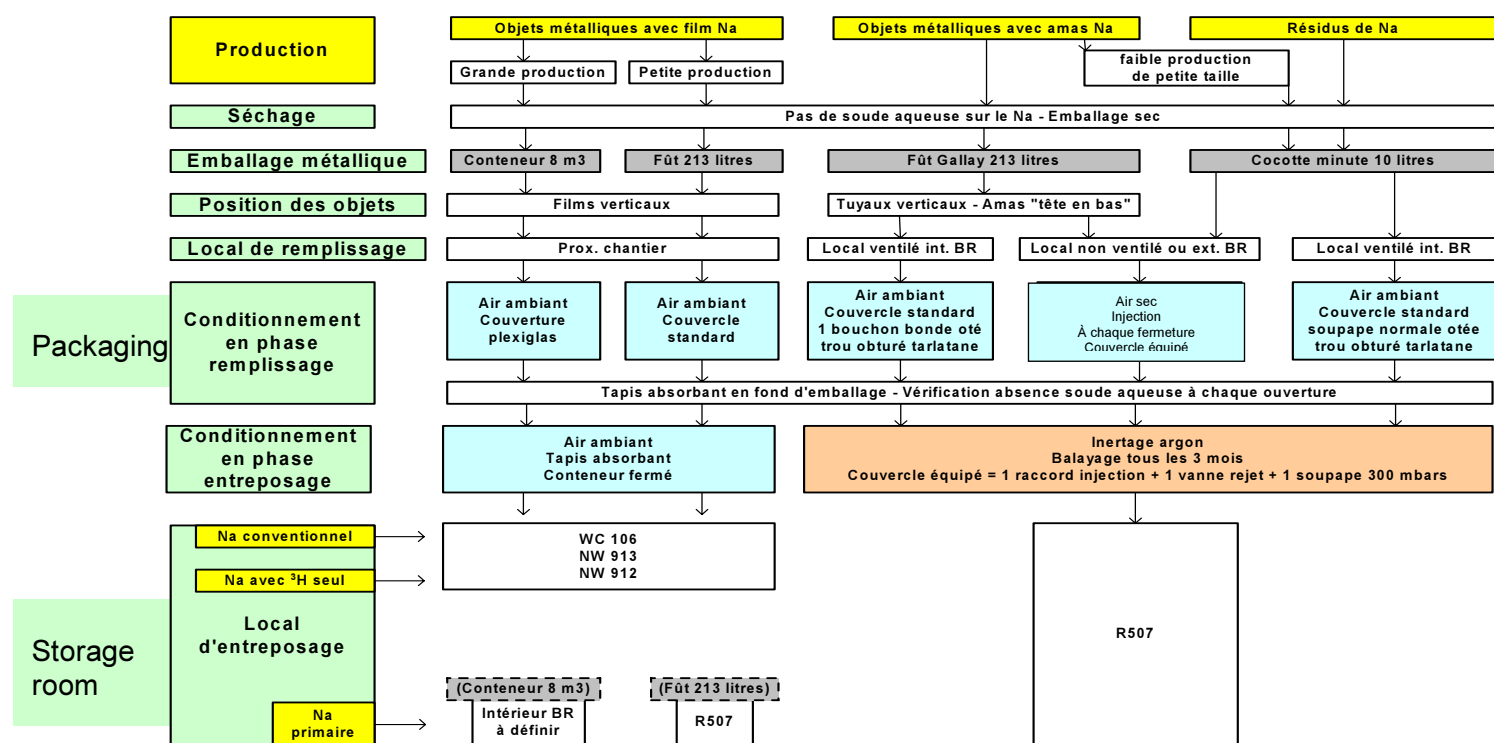 Production
Objets métalliques avec film Na
Objets métalliques avec amas Na
Résidus de Na
Grande production
Petite production
faible production
de petite taille
Séchage
Pas de soude aqueuse sur le Na - Emballage sec
Emballage métallique
Conteneur 8 m3
Fût 213 litres
Fût Gallay 213 litres
Cocotte minute 10 litres
Position des objets
Films verticaux
Tuyaux verticaux - Amas "tête en bas"
Local de remplissage
Prox. chantier
Local ventilé int. BR
Local non ventilé ou ext. BR
Local ventilé int. BR
Packaging
Conditionnement
en phase
remplissage
Air ambiant
Couverture
plexiglas
Air ambiant
Couvercle
standard
Air ambiant
Couvercle standard
1 bouchon bonde oté
trou obturé tarlatane
Air sec
Injection
À chaque fermeture
Couvercle équipé
Air ambiant
Couvercle standard
soupape normale otée
trou obturé tarlatane
Tapis absorbant en fond d'emballage - Vérification absence soude aqueuse à chaque ouverture
Conditionnement
en phase
entreposage
Air ambiant
Tapis absorbant
Conteneur fermé
Inertage argon
Balayage tous les 3 mois
Couvercle équipé = 1 raccord injection + 1 vanne rejet + 1 soupape 300 mbars
Storage
room
Na conventionnel
Na avec ³H seul
Local
d'entreposage
Na
primaire
WC 106
NW 913
NW 912
R507
(Conteneur 8 m3)
Intérieur BR
à définir
(Fût 213 litres)
R507